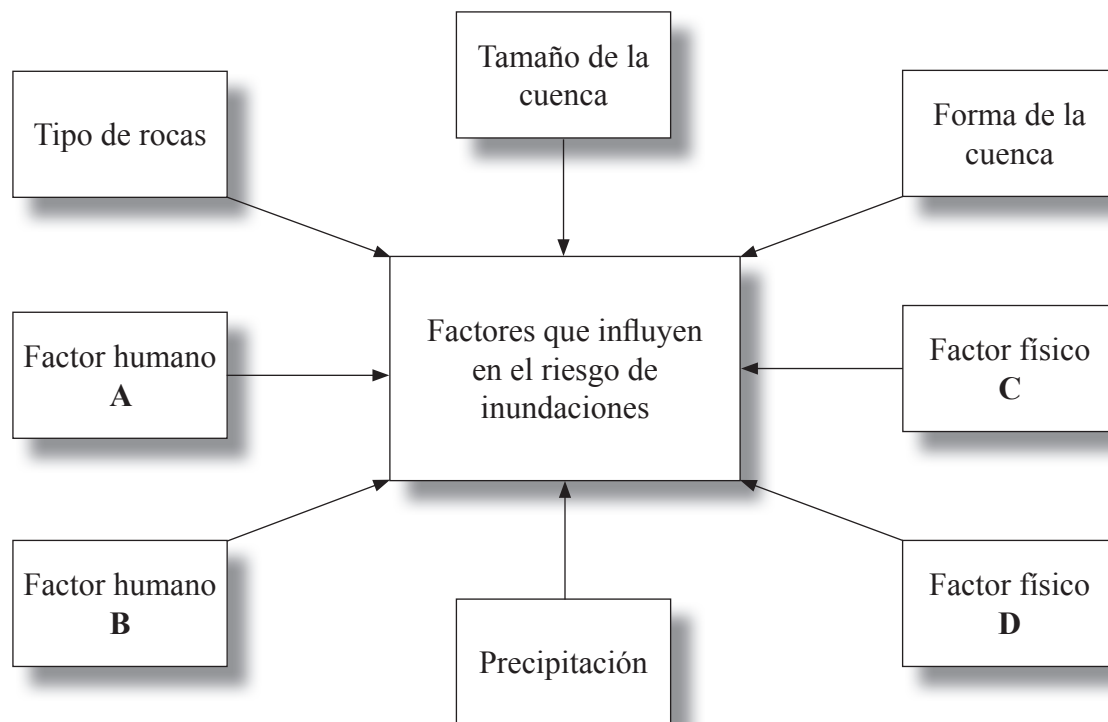 Tamaño de la
cuenca
Tipo de rocas
Forma de la
cuenca
Factores que influyen
en el riesgo de
inundaciones
Factor humano
A
Factor físico
C
Factor humano
B
Factor físico
D
Precipitación